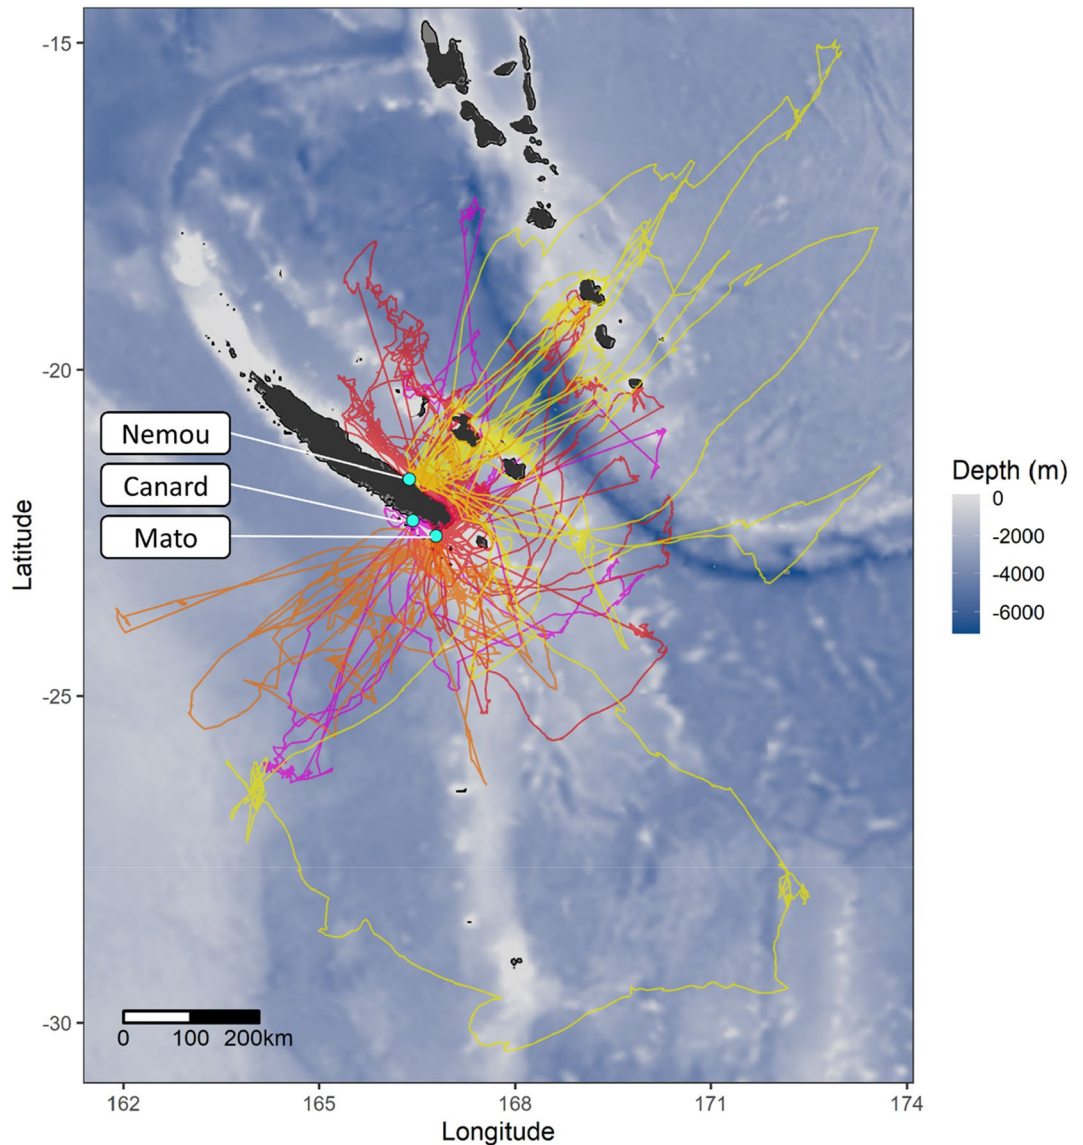 -15
-20
-25
-30
Latitude
Nemou
Canard
Mato
0 100 200km
162 165 168 171 174
Longitude
Depth (m)
0
-2000
-4000
-6000